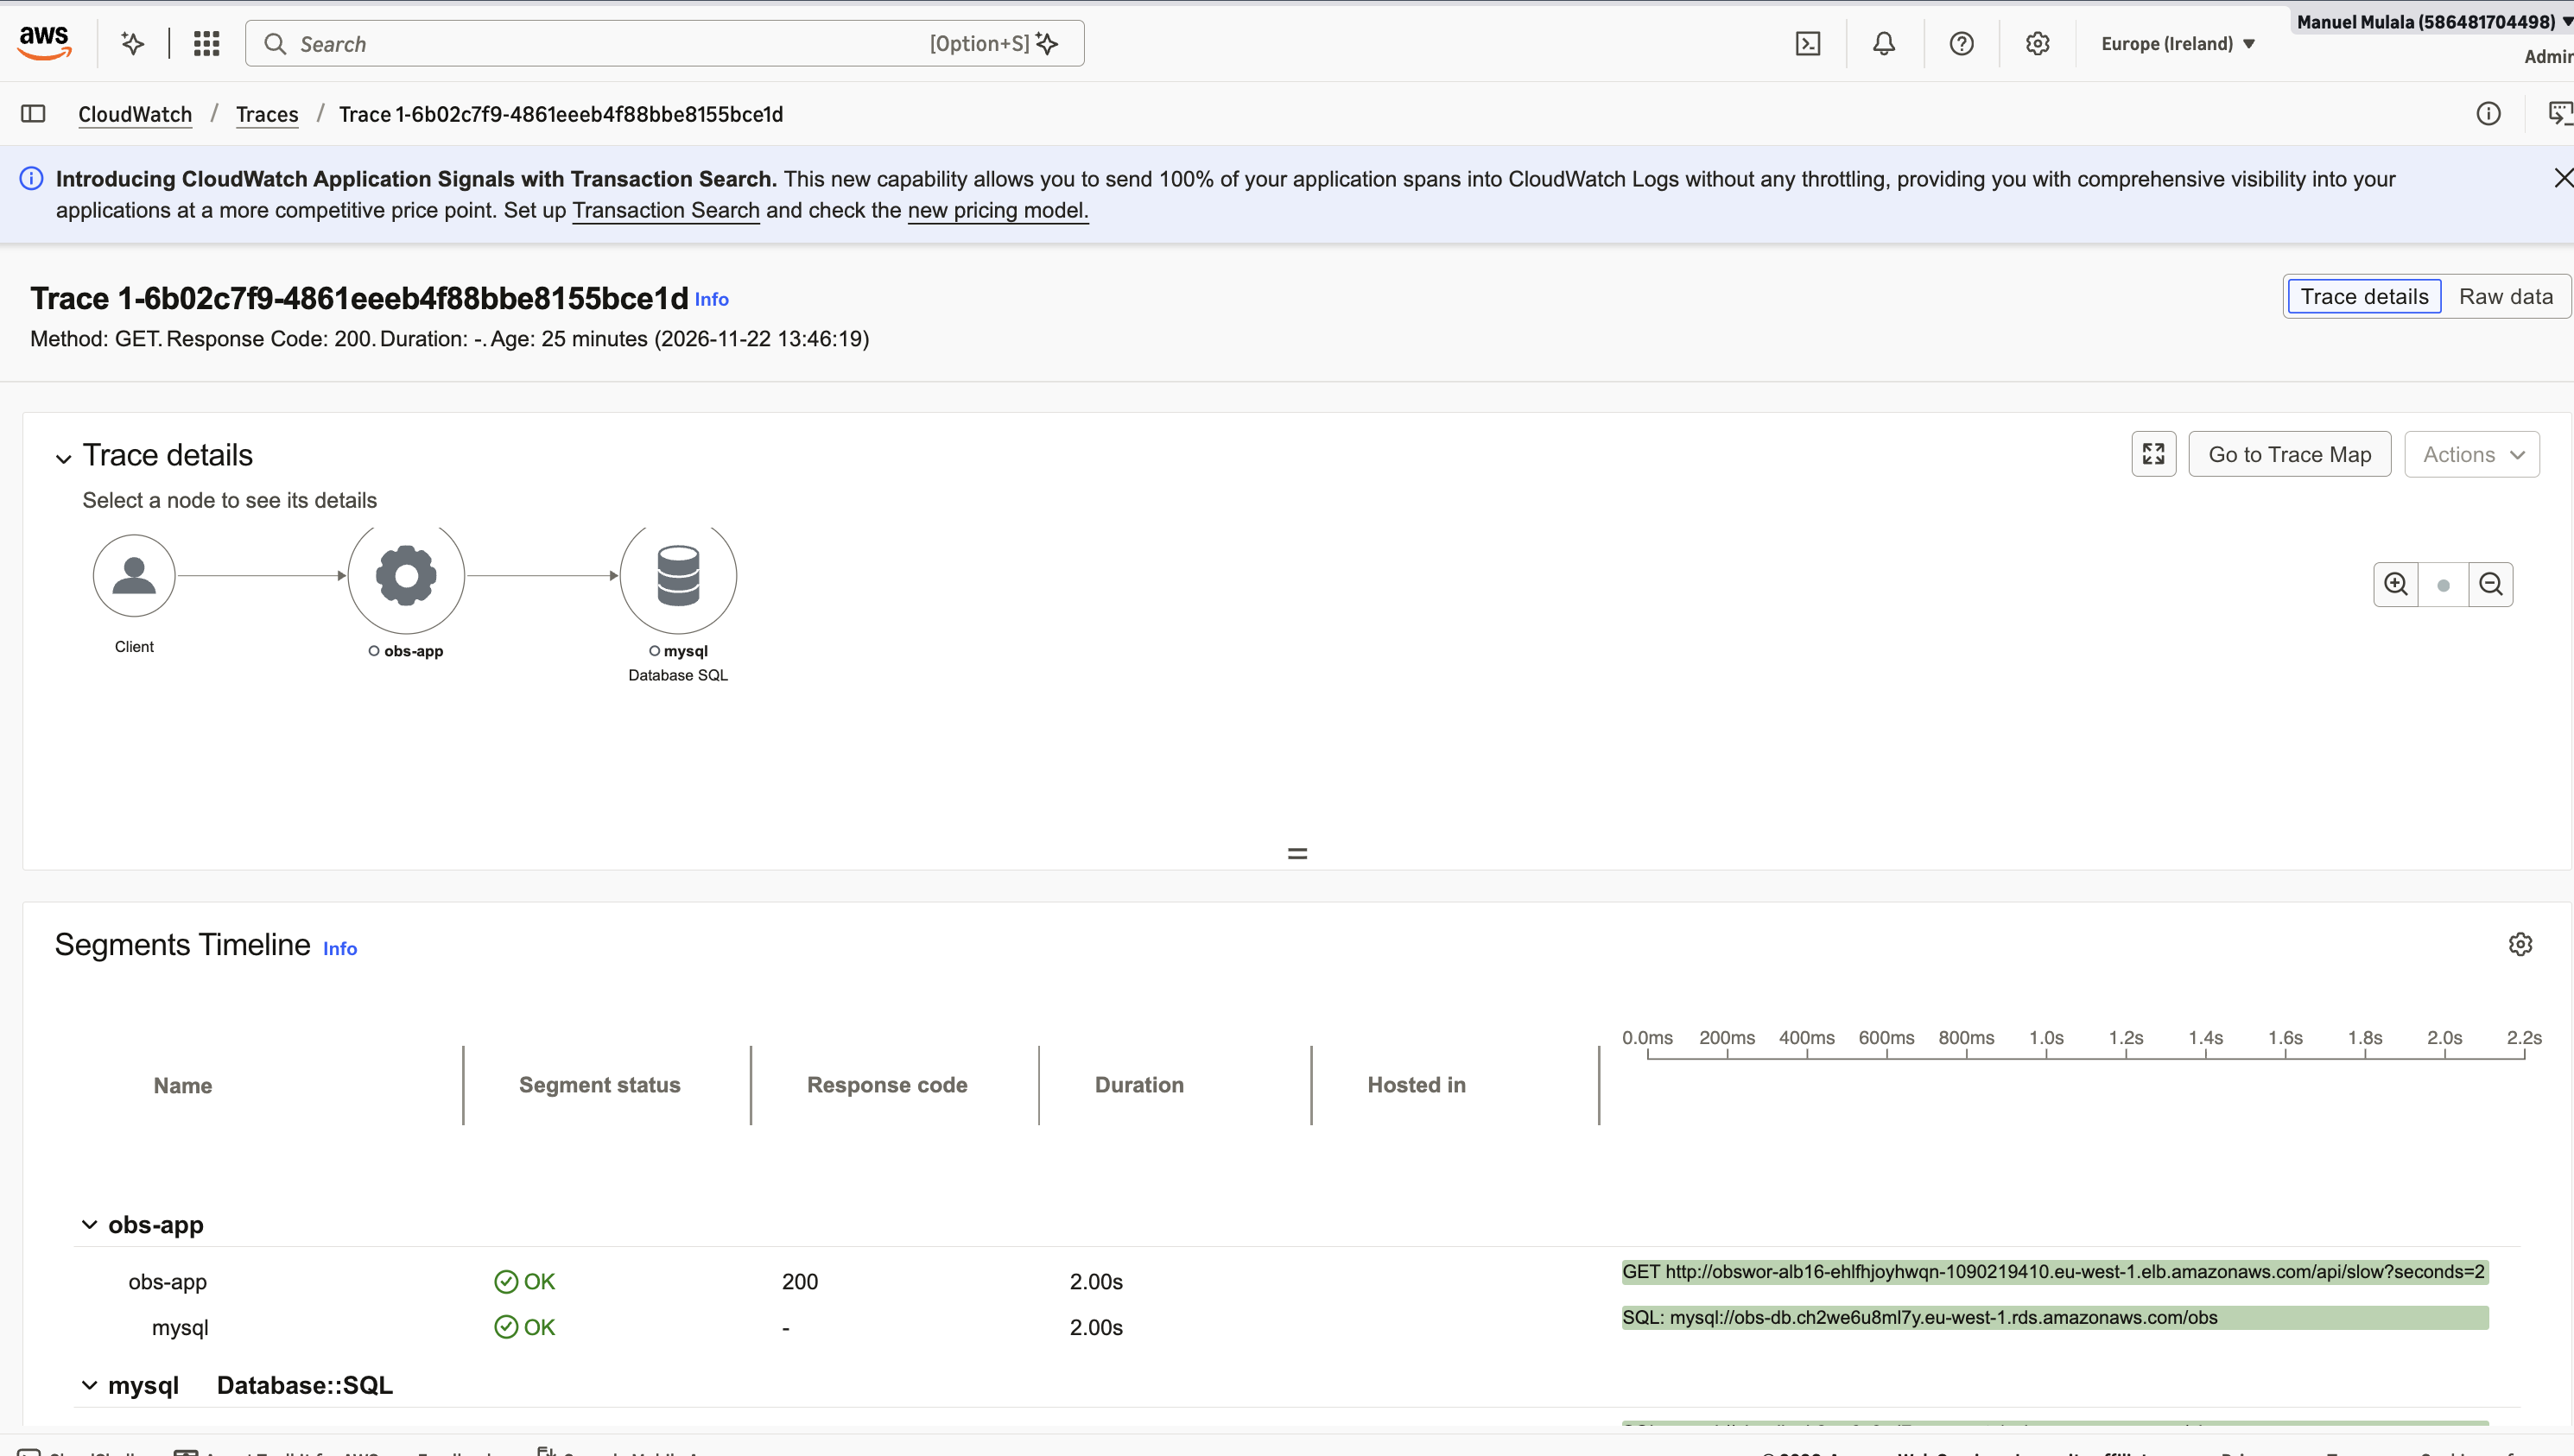 aws
Search
[Option+S]
Europe (Ireland)
Manuel Mulala (586481704498)
CloudWatch / Traces / Trace 1-6b02c7f9-4861eeeb4f88bbe8155bce1d
Introducing CloudWatch Application Signals with Transaction Search. This new capability allows you to send 100% of your application spans into CloudWatch Logs without any throttling, providing you with comprehensive visibility into your
applications at a more competitive price point. Set up Transaction Search and check the new pricing model.
Trace 1-6b02c7f9-4861eeeb4f88bbe8155bce1d Info
Trace details Raw data
Method: GET. Response Code: 200. Duration: -. Age: 25 minutes (2026-11-22 13:46:19)
Trace details
Go to Trace Map
Actions
Select a node to see its details
Client
obs-app
mysql
Database SQL
Segments Timeline Info
0.0ms 200ms 400ms 600ms 800ms 1.0s 1.2s 1.4s 1.6s 1.8s 2.0s 2.2s
Name Segment status Response code Duration Hosted in
obs-app
obs-app OK 200 2.00s GET http://obswor-alb16-ehlfhjoyhwqn-1090219410.eu-west-1.elb.amazonaws.com/api/slow?seconds=2
mysql OK - 2.00s SQL: mysql://obs-db.ch2we6u8ml7y.eu-west-1.rds.amazonaws.com/obs
mysql Database::SQL